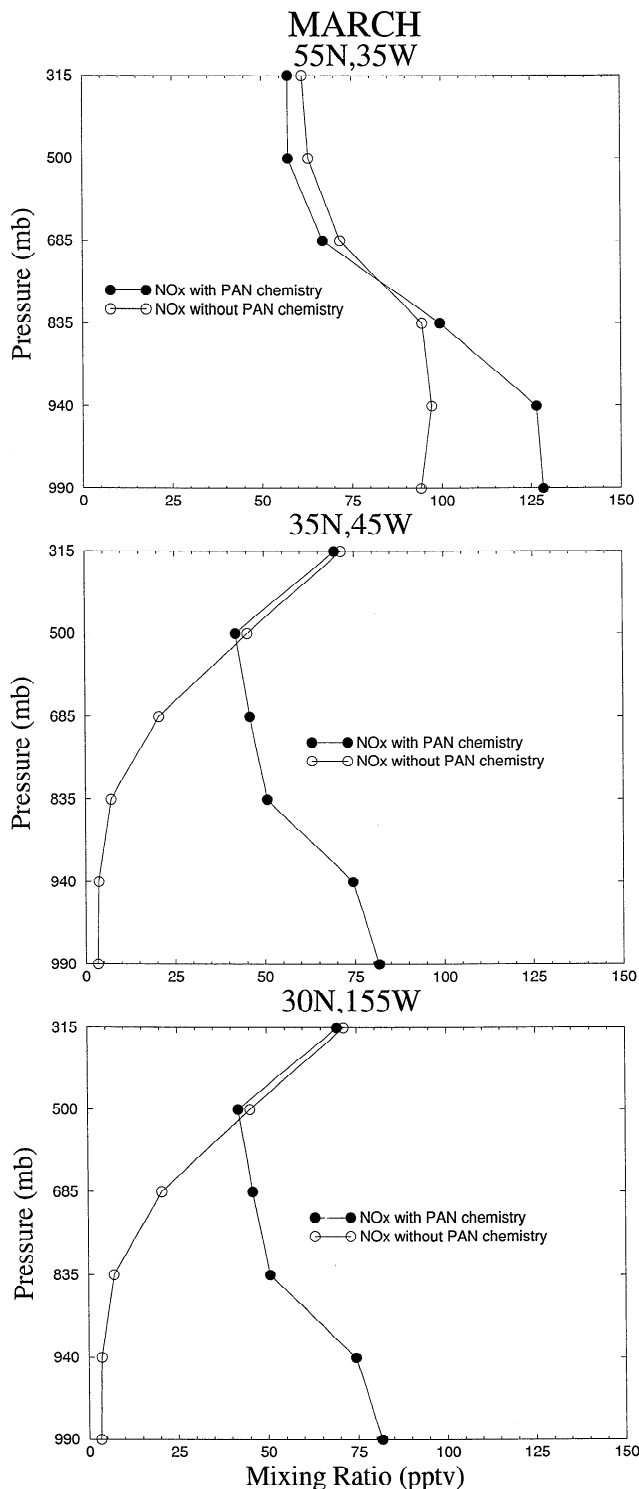 MARCH
55N,35W
315
500
685
835
940
990
Pressure (mb)
NOx with PAN chemistry
NOx without PAN chemistry
0 25 50 75 100 125 150
35N,45W
315
500
685
835
940
990
Pressure (mb)
NOx with PAN chemistry
NOx without PAN chemistry
0 25 50 75 100 125 150
30N,155W
315
500
685
835
940
990
Pressure (mb)
NOx with PAN chemistry
NOx without PAN chemistry
0 25 50 75 100 125 150
Mixing Ratio (pptv)